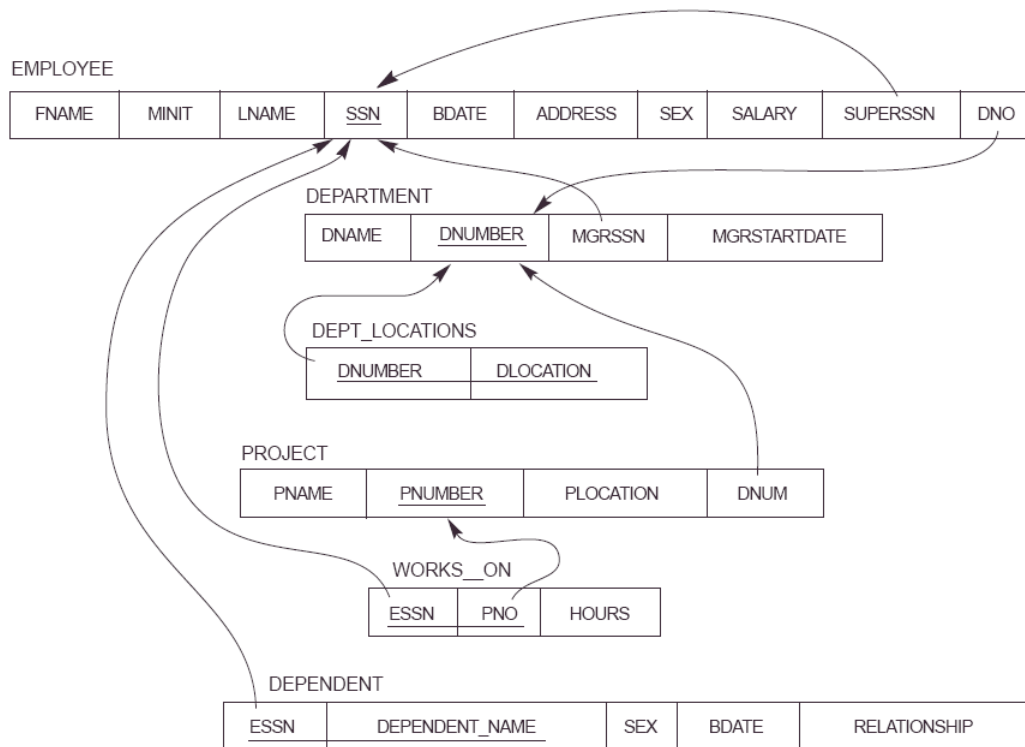 EMPLOYEE
FNAME MINIT LNAME SSN BDATE ADDRESS SEX SALARY SUPERSSN DNO
DEPARTMENT
DNAME DNUMBER MGRSSN MGRSTARTDATE
DEPT_LOCATIONS
DNUMBER DLOCATION
PROJECT
PNAME PNUMBER PLOCATION DNUM
WORKS__ON
ESSN PNO HOURS
DEPENDENT
ESSN DEPENDENT_NAME SEX BDATE RELATIONSHIP